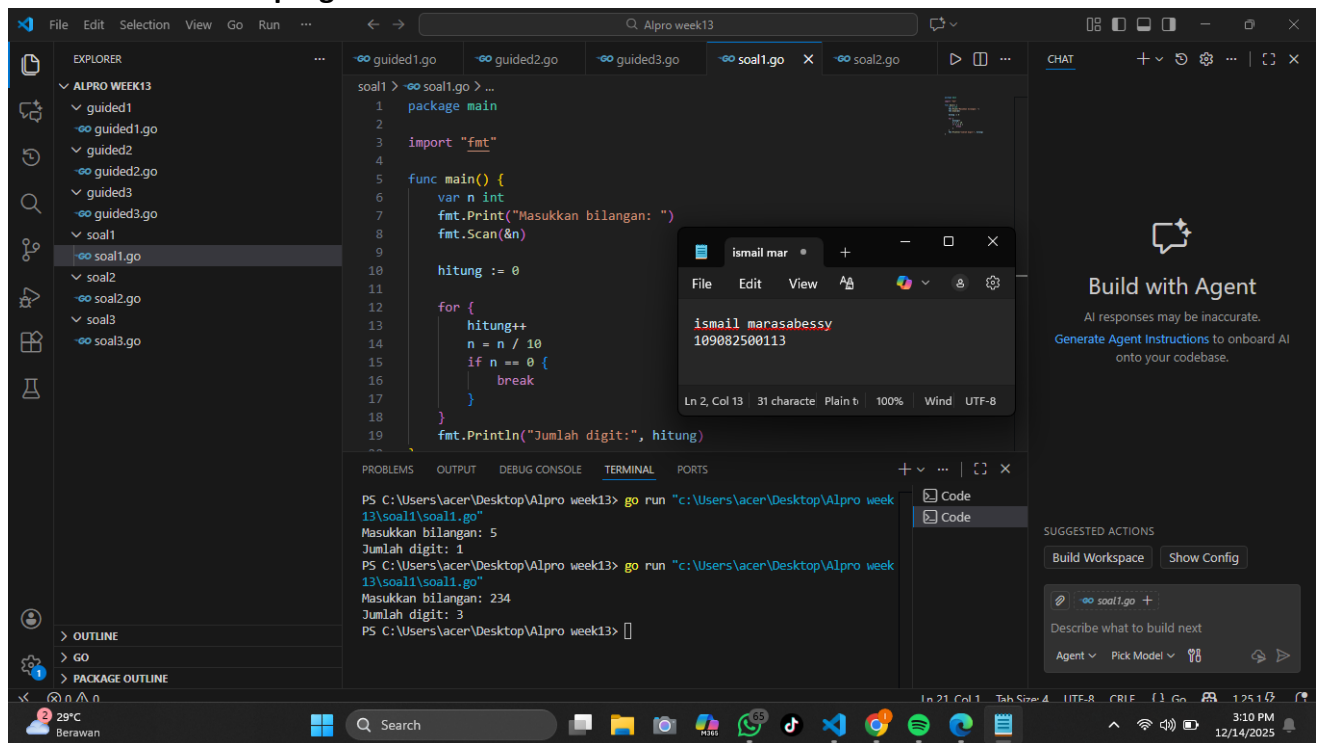 File Edit Selection View Go Run ···
Alpro week13
EXPLORER ···
ALPRO WEEK13
guided1
guided1.go
guided2
guided2.go
guided3
guided3.go
soal1
soal1.go
soal2
soal2.go
soal3
soal3.go
OUTLINE
GO
PACKAGE OUTLINE
guided1.go guided2.go guided3.go soal1.go soal2.go
soal1 > soal1.go > ...
1 package main
2
3 import "fmt"
4
5 func main() {
6 var n int
7 fmt.Print("Masukkan bilangan: ")
8 fmt.Scan(&n)
9
10 hitung := 0
11
12 for {
13 hitung++
14 n = n / 10
15 if n == 0 {
16 break
17 }
18 }
19 fmt.Println("Jumlah digit:", hitung)
ismail mar
File Edit View
ismail marasabessy
109082500113
Ln 2, Col 13 31 characte Plain t 100% Wind UTF-8
PROBLEMS OUTPUT DEBUG CONSOLE TERMINAL PORTS
PS C:\Users\acer\Desktop\Alpro week13> go run "c:\Users\acer\Desktop\Alpro week
13\soal1\soal1.go"
Masukkan bilangan: 5
Jumlah digit: 1
PS C:\Users\acer\Desktop\Alpro week13> go run "c:\Users\acer\Desktop\Alpro week
13\soal1\soal1.go"
Masukkan bilangan: 234
Jumlah digit: 3
PS C:\Users\acer\Desktop\Alpro week13>
Code
Code
CHAT
Build with Agent
AI responses may be inaccurate.
Generate Agent Instructions to onboard AI
onto your codebase.
SUGGESTED ACTIONS
Build Workspace Show Config
soal1.go
Describe what to build next
Agent Pick Model
0 0 Ln 21, Col 1 Tab Size: 4 UTF-8 CRLF {} Go
2 29°C
Berawan
Search
M365
65
3:10 PM
12/14/2025